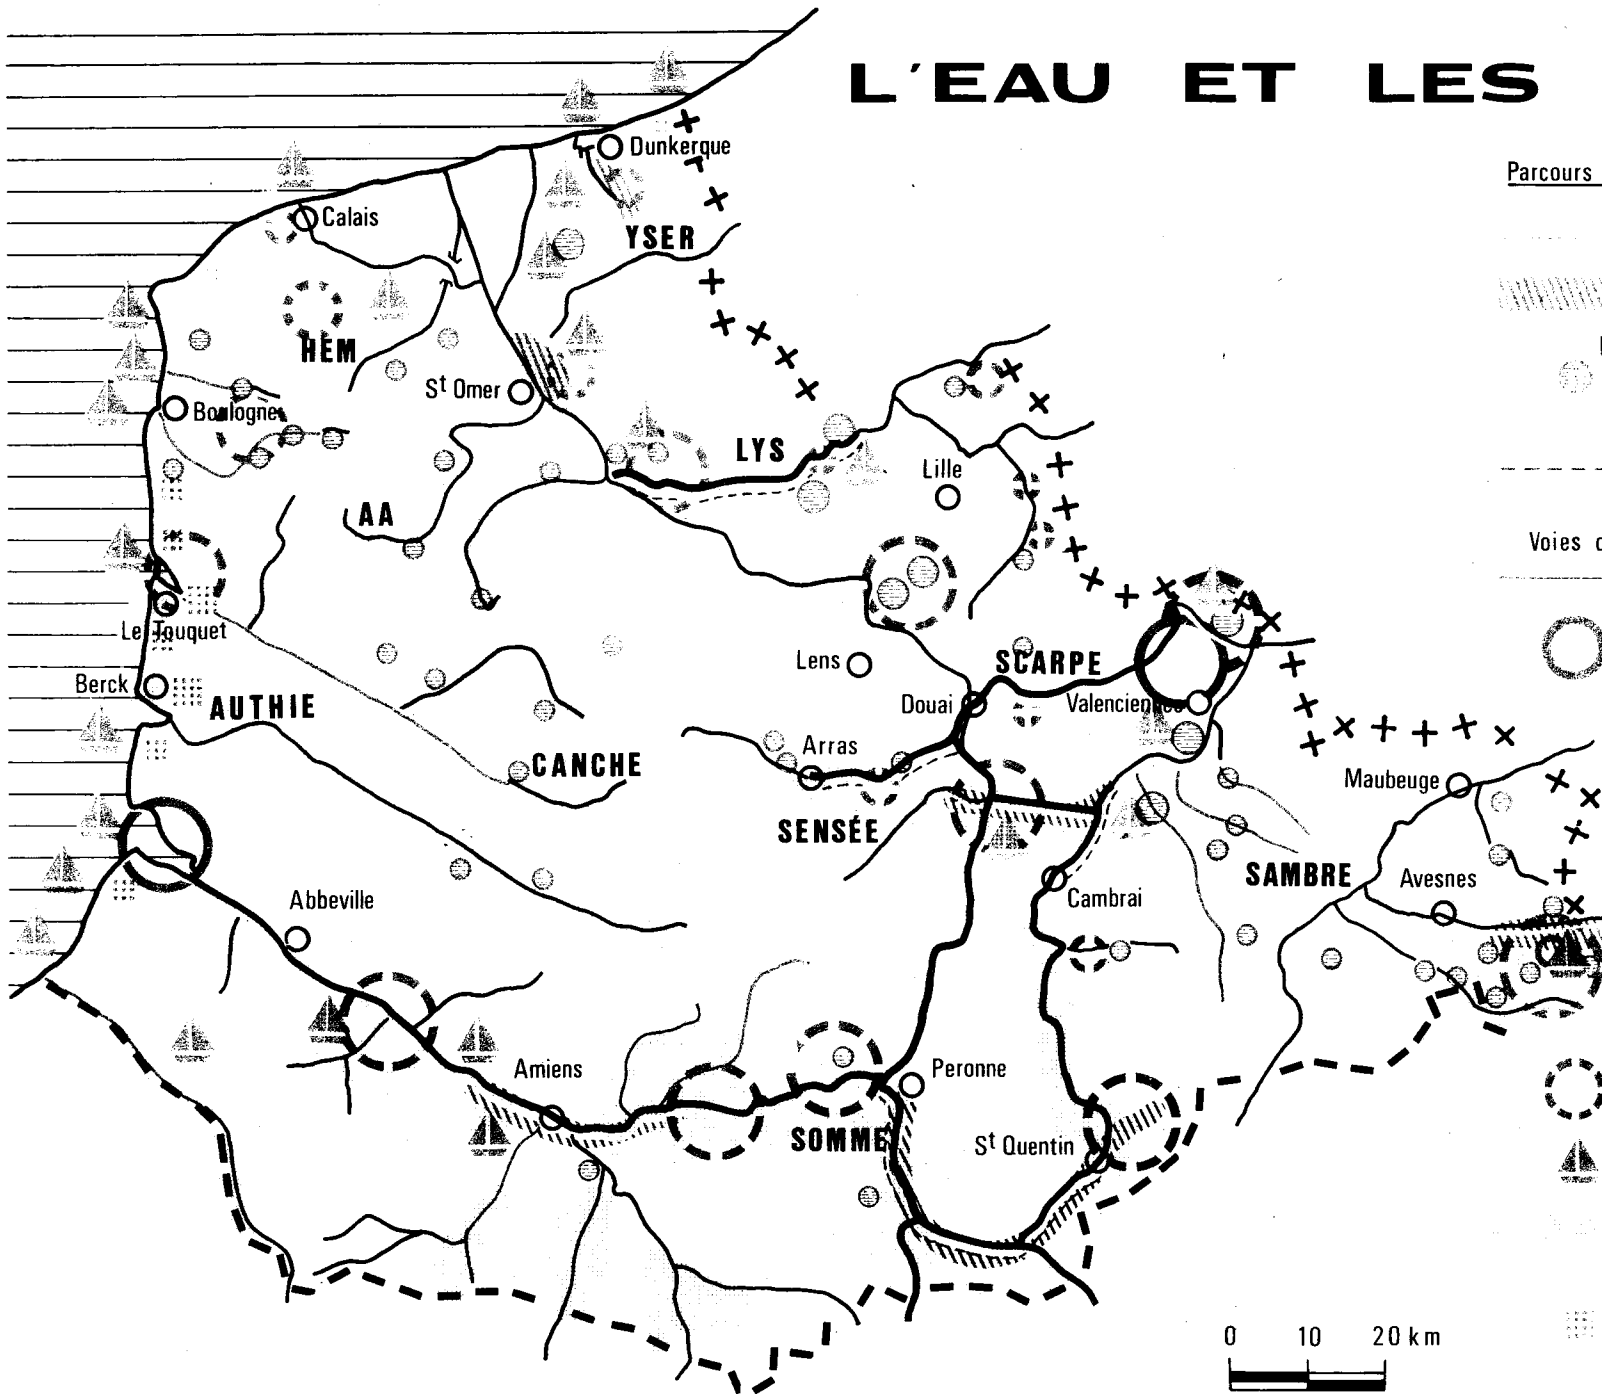 L'EAU ET LES
Parcours
Dunkerque
Calais
YSER
HEM
St Omer
Boulogne
LYS
Lille
AA
Voies
Le Touquet
Lens
SCARPE
Berck
AUTHIE
Douai
Valenciennes
Arras
CANCHE
Maubeuge
SENSÉE
SAMBRE
Avesnes
Abbeville
Cambrai
Amiens
Peronne
SOMME
St Quentin
0 10 20 km